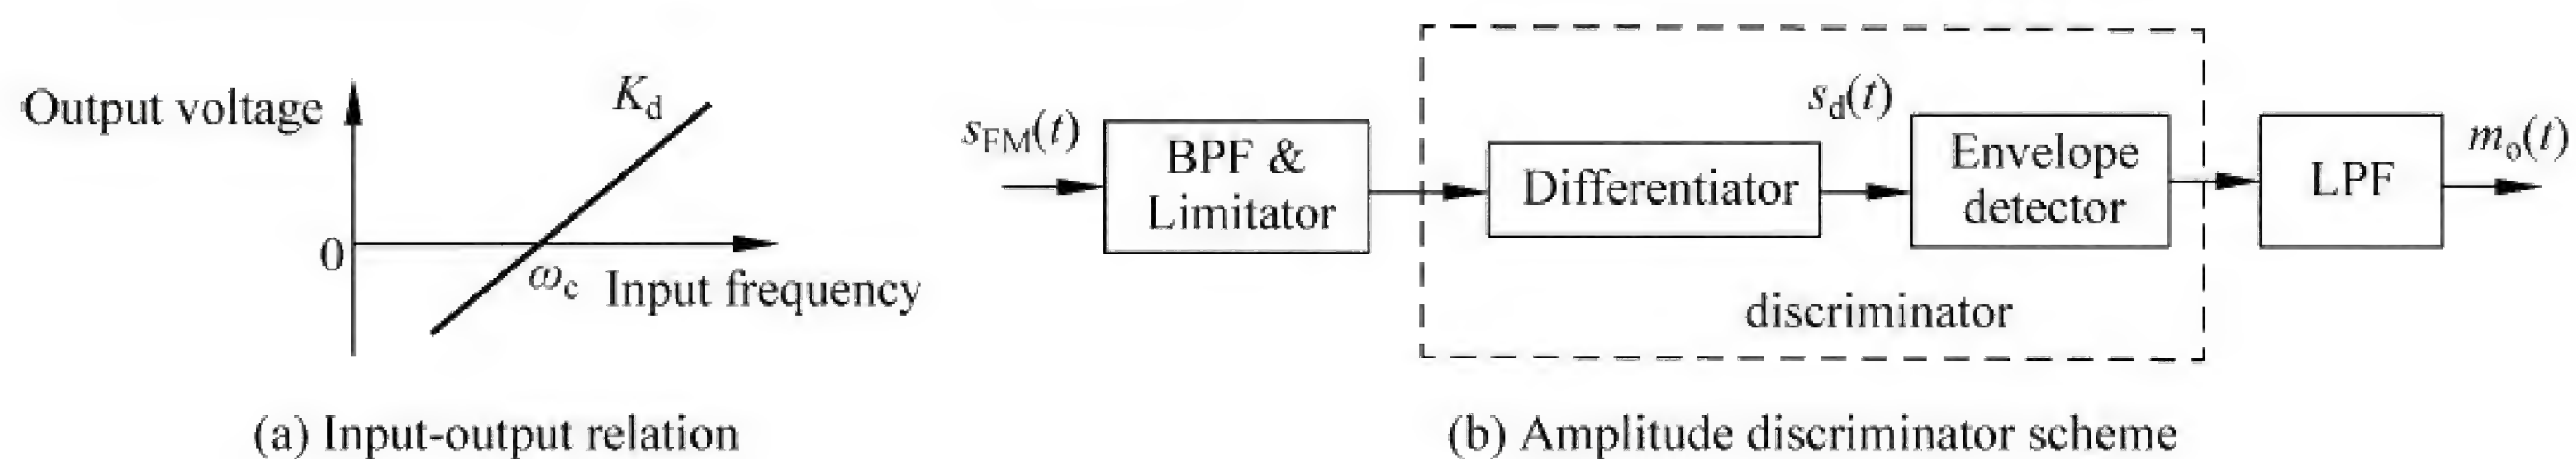 Output voltage
K_d
0
ω_c
Input frequency
(a) Input-output relation
s_FM(t)
BPF &
Limitator
Differentiator
s_d(t)
Envelope
detector
discriminator
LPF
m_o(t)
(b) Amplitude discriminator scheme